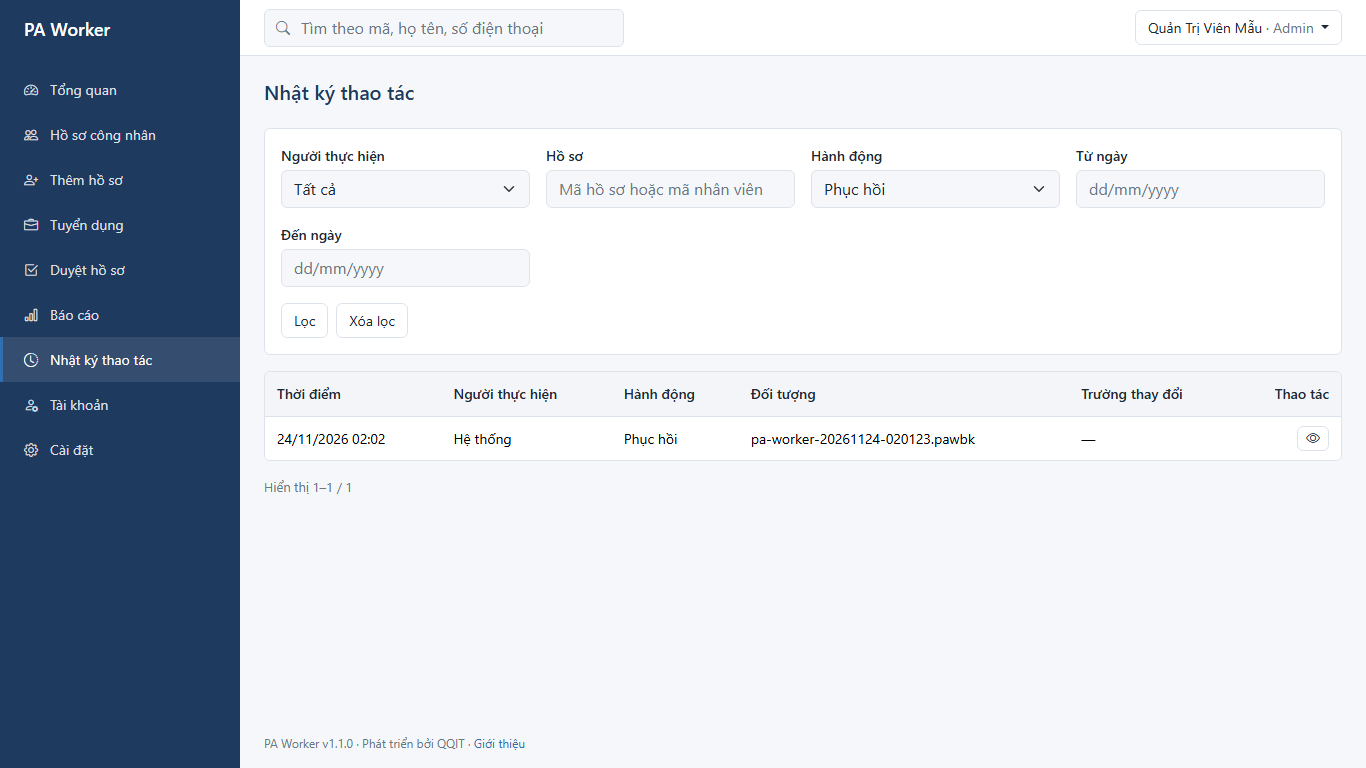 PA Worker
Tìm theo mã, họ tên, số điện thoại
Quản Trị Viên Mẫu · Admin
Tổng quan
Hồ sơ công nhân
Thêm hồ sơ
Tuyển dụng
Duyệt hồ sơ
Báo cáo
Nhật ký thao tác
Tài khoản
Cài đặt
Nhật ký thao tác
Người thực hiện
Tất cả
Hồ sơ
Mã hồ sơ hoặc mã nhân viên
Hành động
Phục hồi
Từ ngày
dd/mm/yyyy
Đến ngày
dd/mm/yyyy
Lọc
Xóa lọc
Thời điểm Người thực hiện Hành động Đối tượng Trường thay đổi Thao tác
24/11/2026 02:02 Hệ thống Phục hồi pa-worker-20261124-020123.pawbk —
Hiển thị 1–1 / 1
PA Worker v1.1.0 · Phát triển bởi QQIT · Giới thiệu